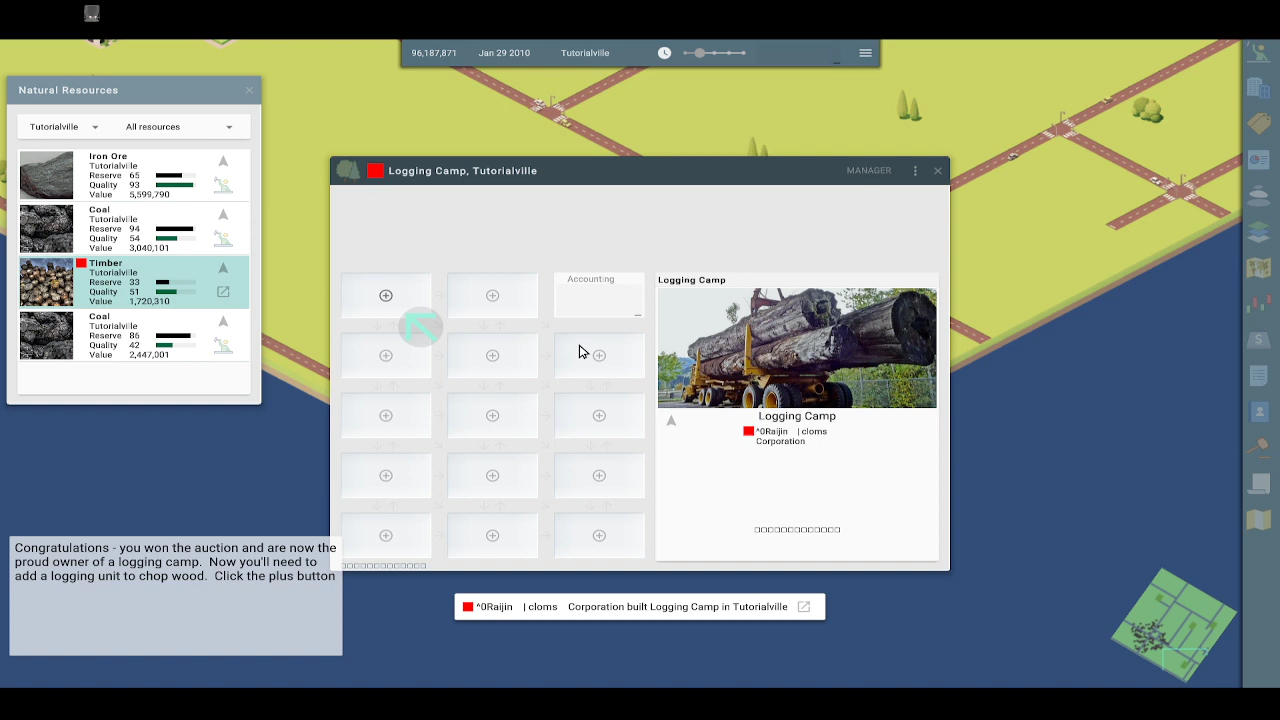 96,187,871 Jan 29 2010 Tutorialville
Natural Resources
Tutorialville All resources
Iron Ore
Tutorialville
Reserve 65
Quality 93
Value 5,599,790
Coal
Tutorialville
Reserve 94
Quality 54
Value 3,040,101
Timber
Tutorialville
Reserve 33
Quality 51
Value 1,720,310
Coal
Tutorialville
Reserve 86
Quality 42
Value 2,447,001
Logging Camp, Tutorialville MANAGER
Accounting
Logging Camp
Logging Camp
^0Raijin | cloms
Corporation
Congratulations - you won the auction and are now the
proud owner of a logging camp. Now you'll need to
add a logging unit to chop wood. Click the plus button
^0Raijin | cloms Corporation built Logging Camp in Tutorialville